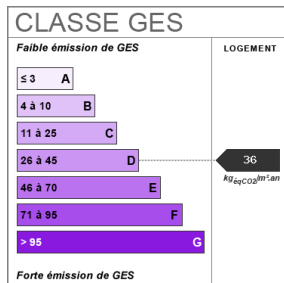 CLASSE GES
Faible émission de GES
LOGEMENT
≤ 3 A
4 à 10 B
11 à 25 C
26 à 45 D
36
kgéqCO2/m².an
46 à 70 E
71 à 95 F
> 95 G
Forte émission de GES